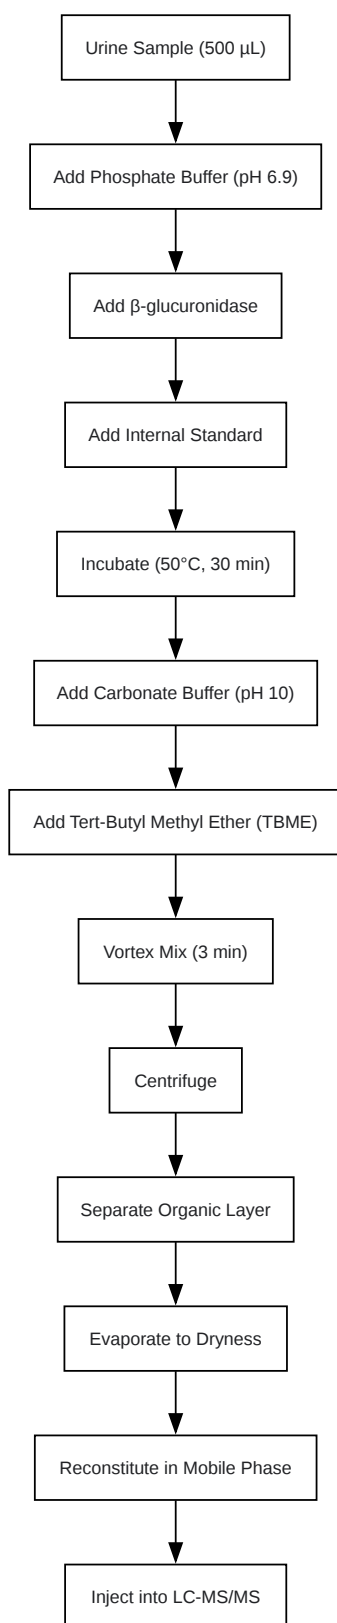 Urine Sample (500 µL)
Add Phosphate Buffer (pH 6.9)
Add β-glucuronidase
Add Internal Standard
Incubate (50°C, 30 min)
Add Carbonate Buffer (pH 10)
Add Tert-Butyl Methyl Ether (TBME)
Vortex Mix (3 min)
Centrifuge
Separate Organic Layer
Evaporate to Dryness
Reconstitute in Mobile Phase
Inject into LC-MS/MS